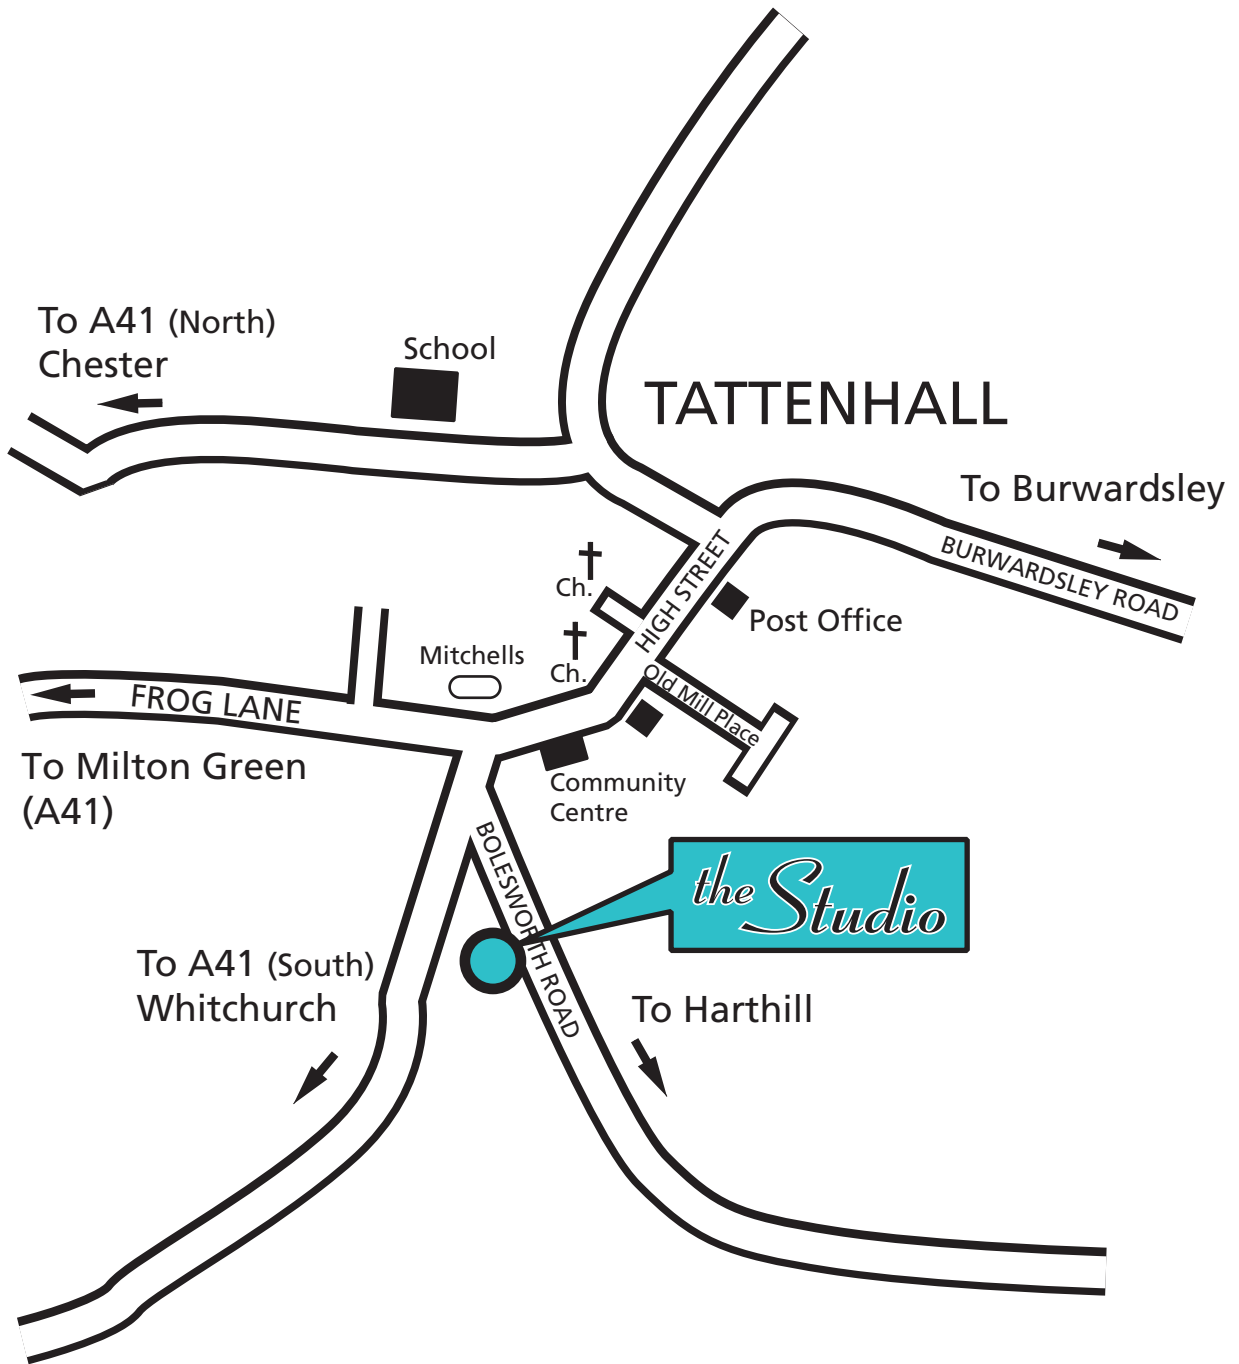 To A41 (North)
Chester
School
TATTENHALL
To Burwardsley
BURWARDSLEY ROAD
HIGH STREET
Ch.
Post Office
Mitchells
Ch.
Old Mill Place
FROG LANE
To Milton Green
(A41)
Community
Centre
BOLESWORTH ROAD
the Studio
To A41 (South)
Whitchurch
To Harthill